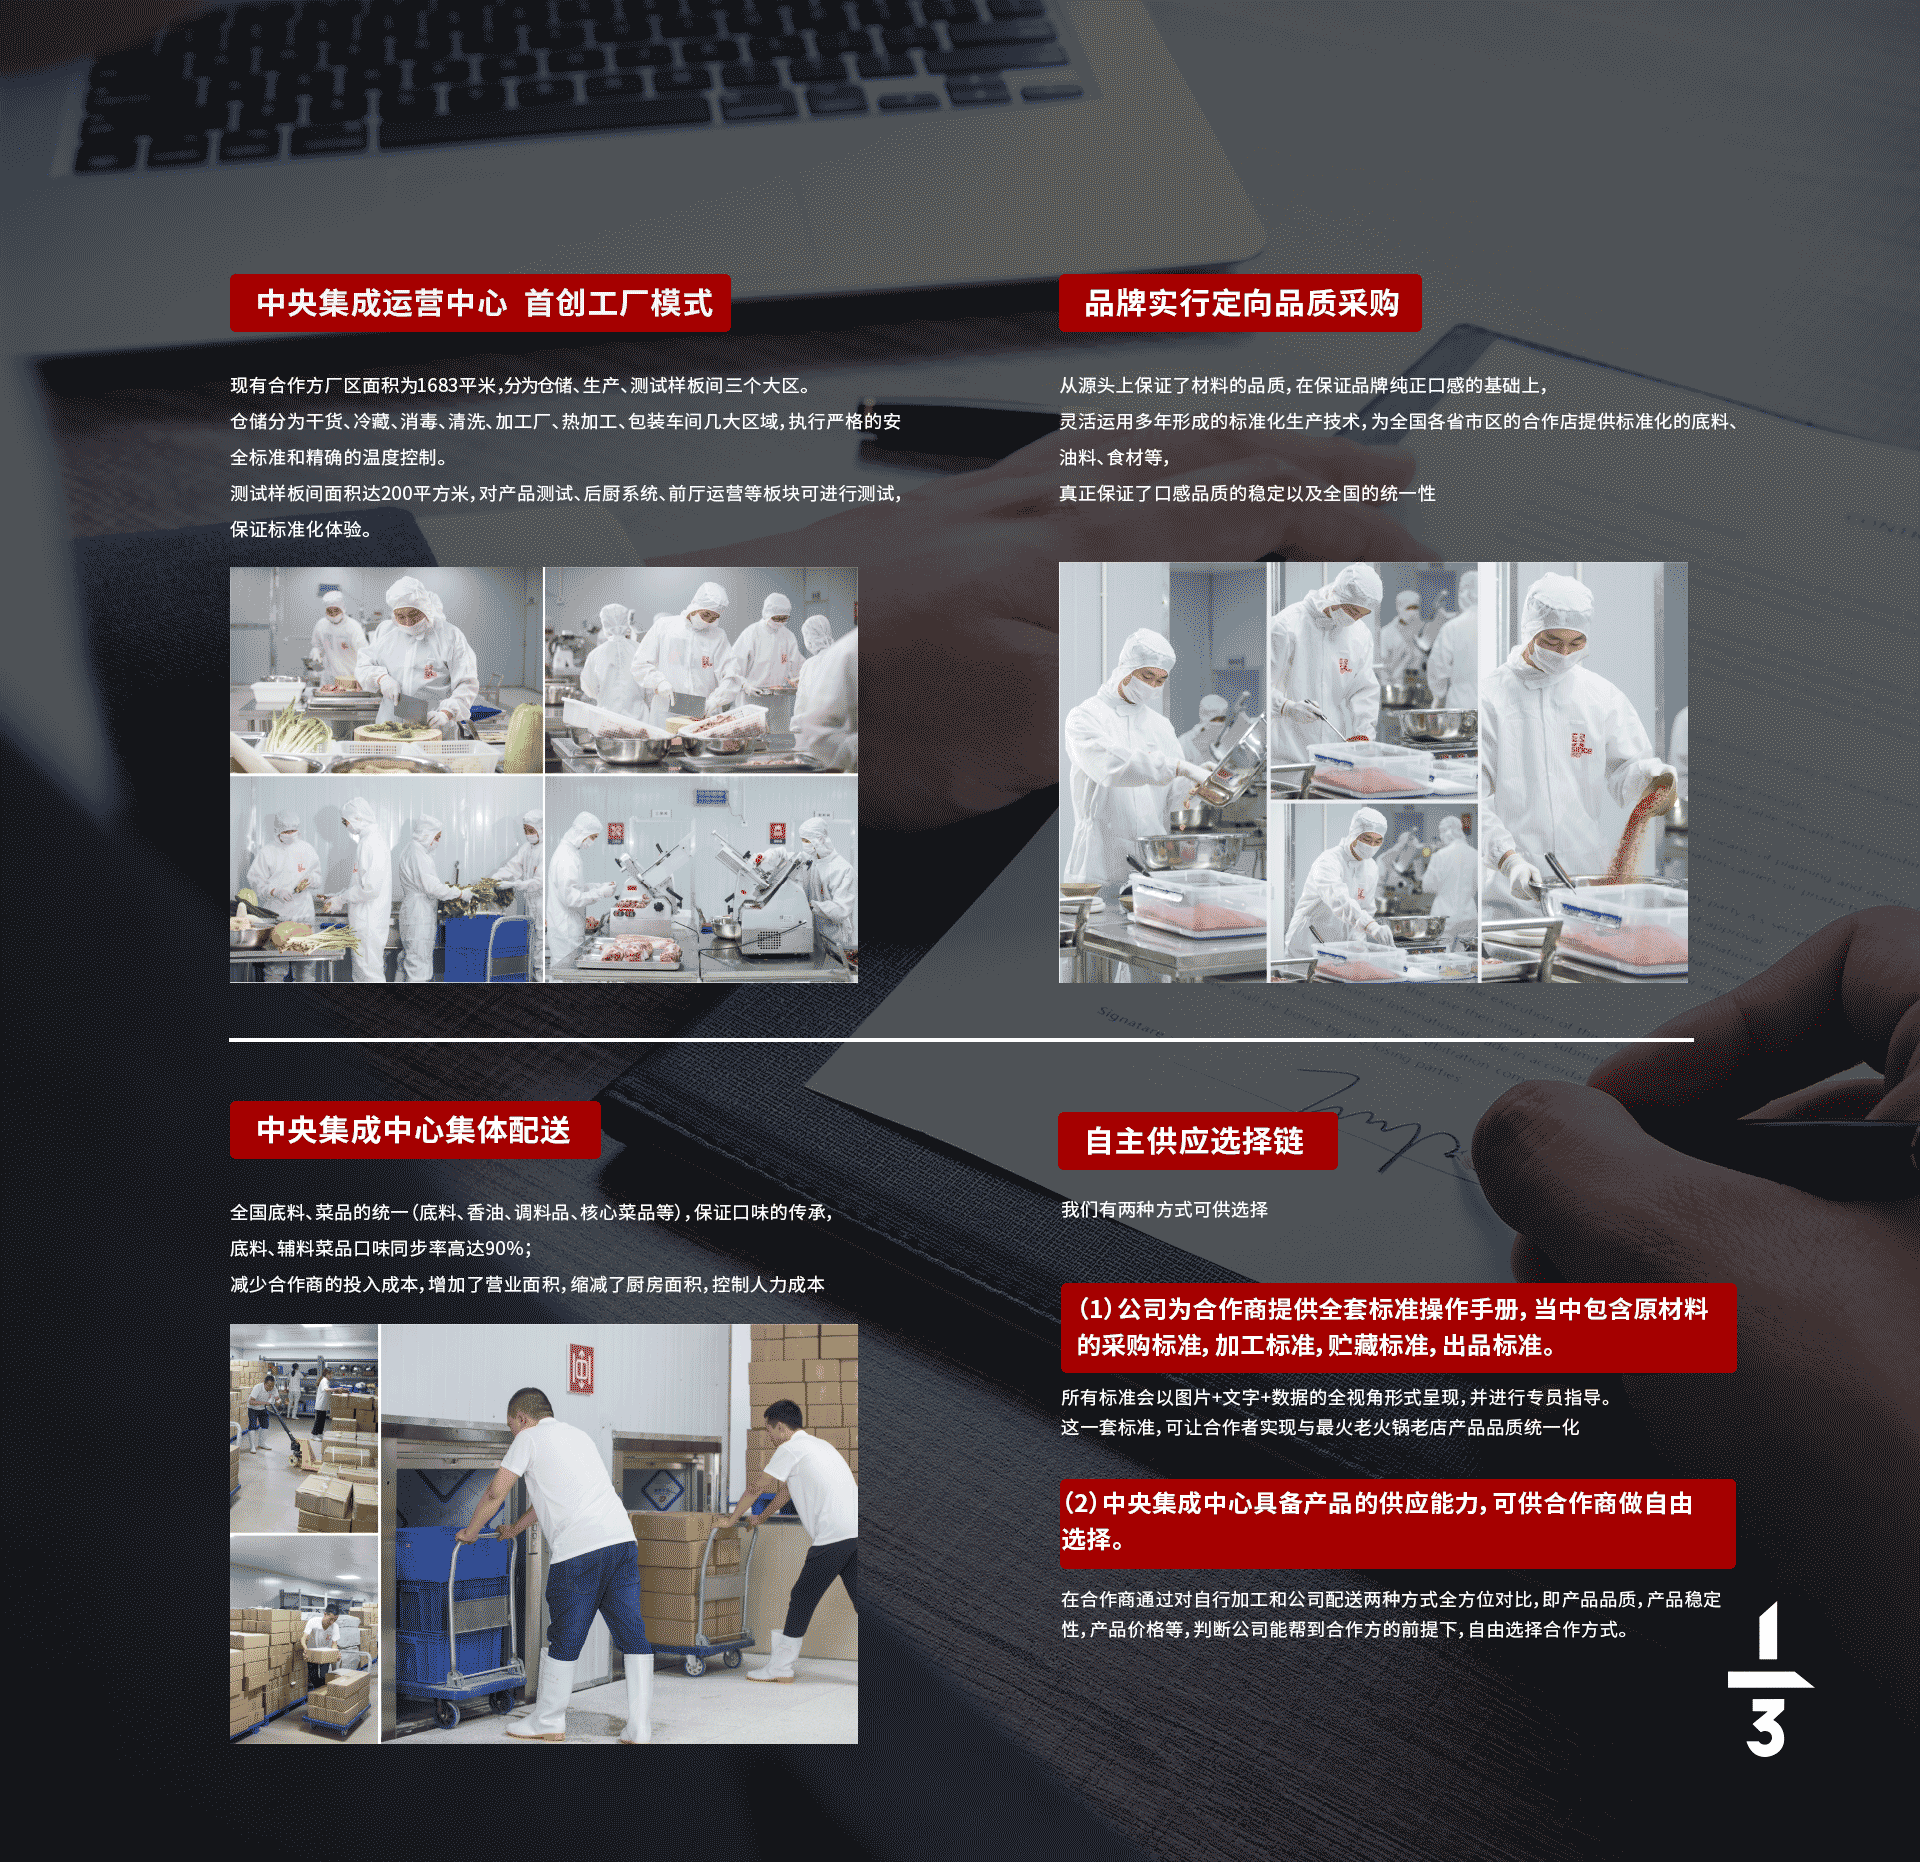 中央集成运营中心 首创工厂模式
现有合作方厂区面积为1683平米，分为仓储、生产、测试样板间三个大区。
仓储分为干货、冷藏、消毒、清洗、加工厂、热加工、包装车间几大区域，执行严格的安
全标准和精确的温度控制。
测试样板间面积达200平方米，对产品测试、后厨系统、前厅运营等板块可进行测试，
保证标准化体验。
品牌实行定向品质采购
从源头上保证了材料的品质，在保证品牌纯正口感的基础上，
灵活运用多年形成的标准化生产技术，为全国各省市区的合作店提供标准化的底料、
油料、食材等，
真正保证了口感品质的稳定以及全国的统一性
since
Signature
中央集成中心集体配送
全国底料、菜品的统一（底料、香油、调料品、核心菜品等），保证口味的传承，
底料、辅料菜品口味同步率高达90%；
减少合作商的投入成本，增加了营业面积，缩减了厨房面积，控制人力成本
自主供应选择链
我们有两种方式可供选择
（1）公司为合作商提供全套标准操作手册，当中包含原材料
的采购标准，加工标准，贮藏标准，出品标准。
所有标准会以图片+文字+数据的全视角形式呈现，并进行专员指导。
这一套标准，可让合作者实现与最火老火锅老店产品品质统一化
（2）中央集成中心具备产品的供应能力，可供合作商做自由
选择。
在合作商通过对自行加工和公司配送两种方式全方位对比，即产品品质，产品稳定
性，产品价格等，判断公司能帮到合作方的前提下，自由选择合作方式。
1
3